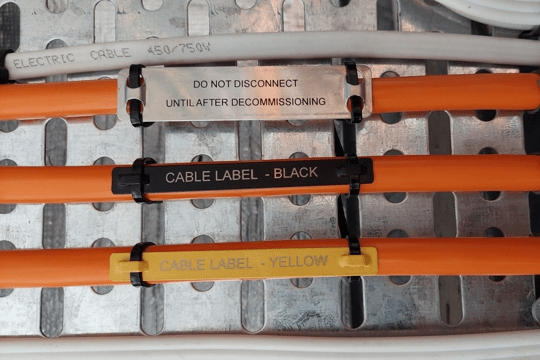 ELECTRIC CABLE 450/750V
DO NOT DISCONNECT
UNTIL AFTER DECOMMISSIONING
CABLE LABEL - BLACK
CABLE LABEL - YELLOW